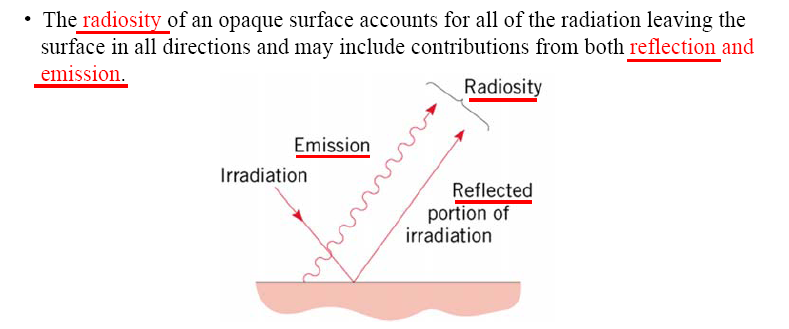 • The radiosity of an opaque surface accounts for all of the radiation leaving the
surface in all directions and may include contributions from both reflection and
emission.
Radiosity
Emission
Irradiation
Reflected
portion of
irradiation